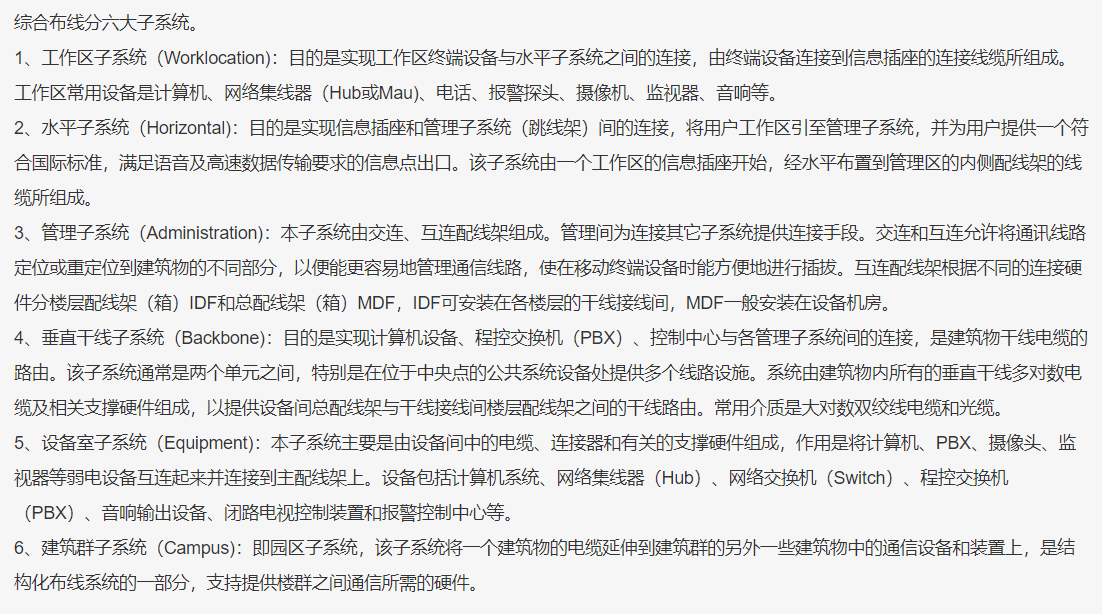 综合布线分六大子系统。
1、工作区子系统（Worklocation)：目的是实现工作区终端设备与水平子系统之间的连接，由终端设备连接到信息插座的连接线缆所组成。
工作区常用设备是计算机、网络集线器（Hub或Mau)、电话、报警探头、摄像机、监视器、音响等。
2、水平子系统（Horizontal)：目的是实现信息插座和管理子系统（跳线架）间的连接，将用户工作区引至管理子系统，并为用户提供一个符
合国际标准，满足语音及高速数据传输要求的信息点出口。该子系统由一个工作区的信息插座开始，经水平布置到管理区的内侧配线架的线
缆所组成。
3、管理子系统（Administration)：本子系统由交连、互连配线架组成。管理间为连接其它子系统提供连接手段。交连和互连允许将通讯线路
定位或重定位到建筑物的不同部分，以便能更容易地管理通信线路，使在移动终端设备时能方便地进行插拔。互连配线架根据不同的连接硬
件分楼层配线架（箱）IDF和总配线架（箱）MDF，IDF可安装在各楼层的干线接线间，MDF一般安装在设备机房。
4、垂直干线子系统（Backbone)：目的是实现计算机设备、程控交换机（PBX）、控制中心与各管理子系统间的连接，是建筑物干线电缆的
路由。该子系统通常是两个单元之间，特别是在位于中央点的公共系统设备处提供多个线路设施。系统由建筑物内所有的垂直干线多对数电
缆及相关支撑硬件组成，以提供设备间总配线架与干线接线间楼层配线架之间的干线路由。常用介质是大对数双绞线电缆和光缆。
5、设备室子系统（Equipment)：本子系统主要是由设备间中的电缆、连接器和有关的支撑硬件组成，作用是将计算机、PBX、摄像头、监
视器等弱电设备互连起来并连接到主配线架上。设备包括计算机系统、网络集线器（Hub）、网络交换机（Switch）、程控交换机
（PBX）、音响输出设备、闭路电视控制装置和报警控制中心等。
6、建筑群子系统（Campus)：即园区子系统，该子系统将一个建筑物的电缆延伸到建筑群的另外一些建筑物中的通信设备和装置上，是结
构化布线系统的一部分，支持提供楼群之间通信所需的硬件。